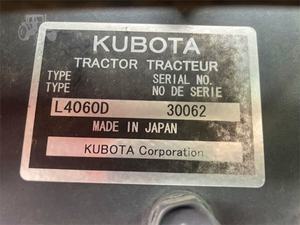 KUBOTA
TRACTOR TRACTEUR
TYPE SERIAL NO.
TYPE NO DE SERIE
L4060D 30062
MADE IN JAPAN
KUBOTA Corporation